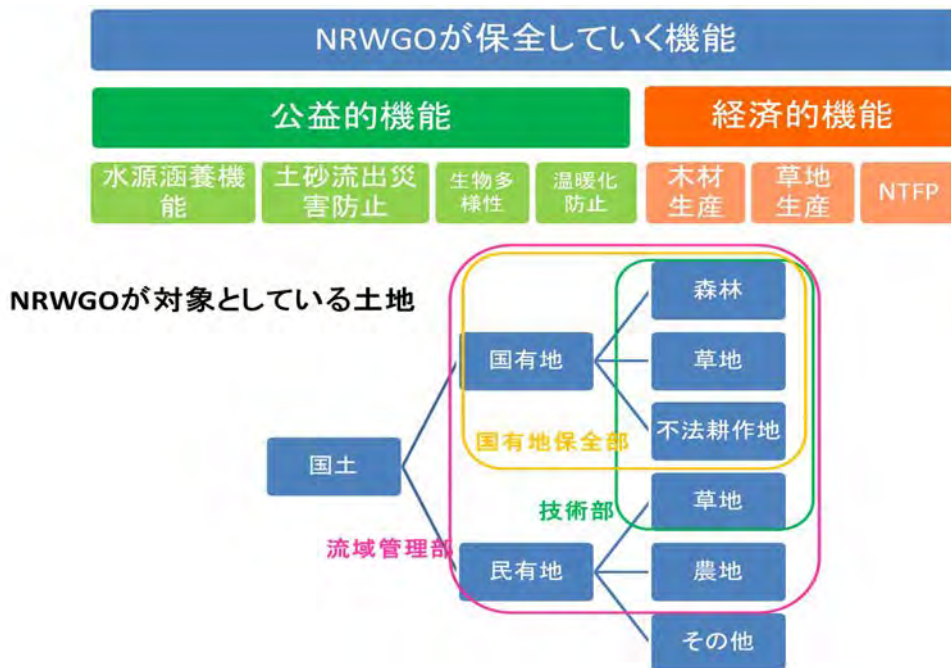 NRWGOが保全していく機能
公益的機能
経済的機能
水源涵養機
能
土砂流出災
害防止
生物多
様性
温暖化
防止
木材
生産
草地
生産
NTFP
NRWGOが対象としている土地
森林
国有地
草地
国有地保全部
不法耕作地
国土
技術部
草地
流域管理部
民有地
農地
その他